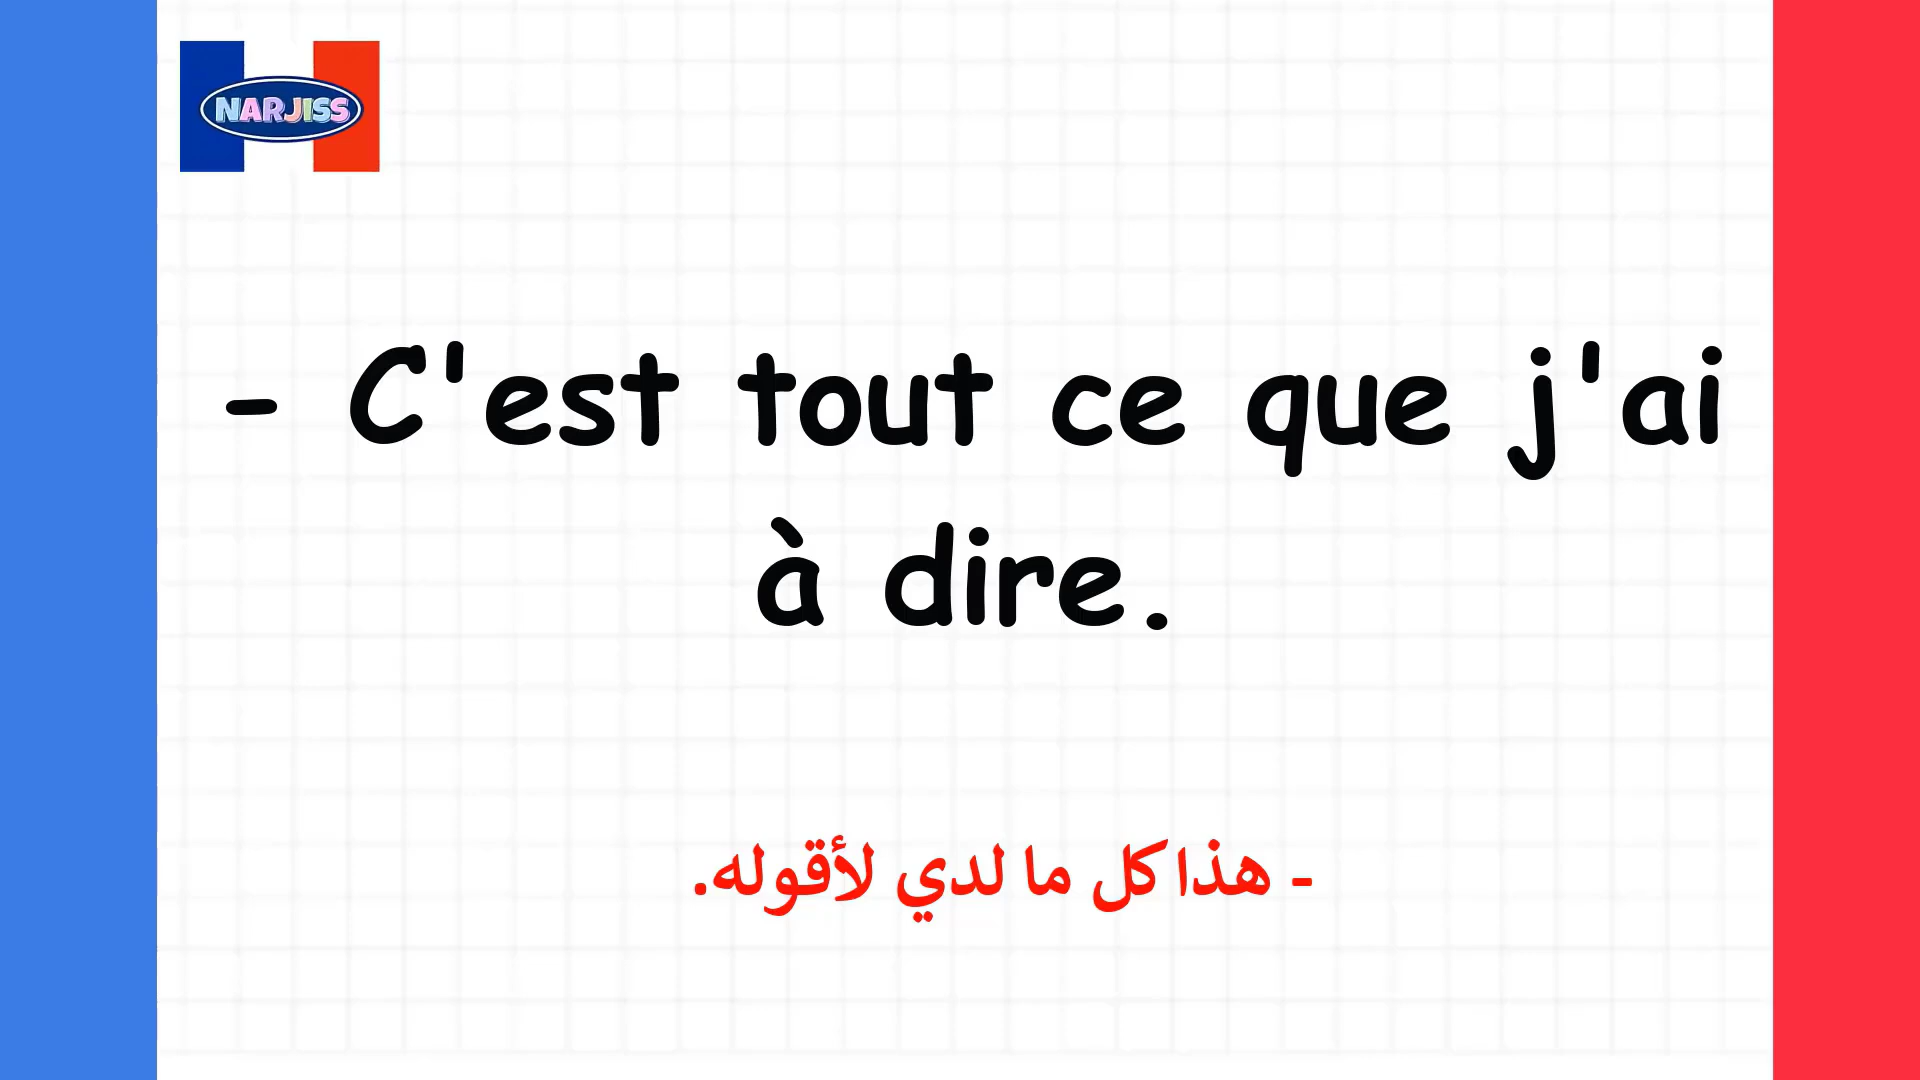 NARJISS
- C'est tout ce que j'ai
à dire.
- هذا كل ما لدي لأقوله.